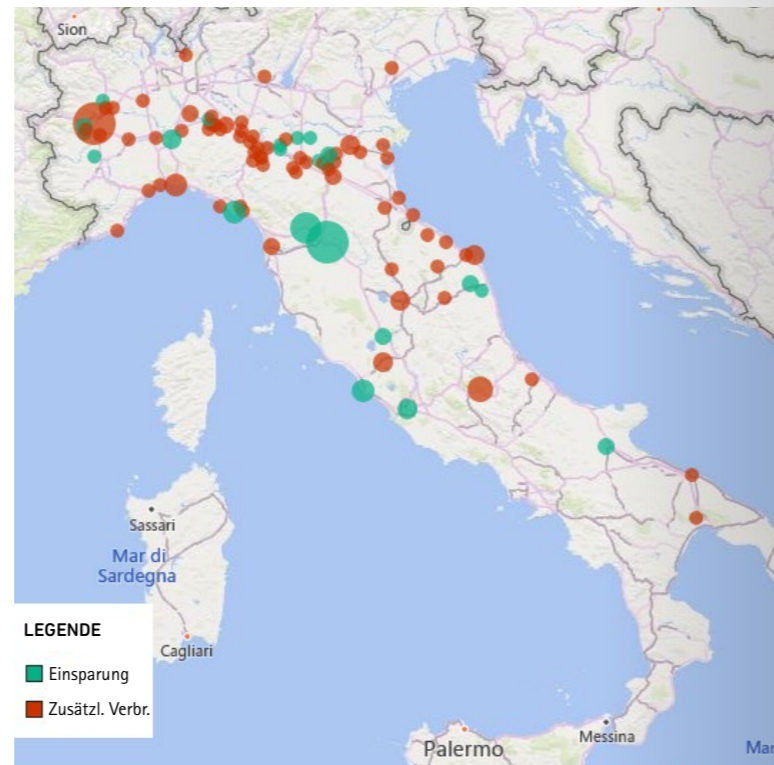 Sion
Sassari
Mar di
Sardegna
LEGENDE
Einsparung
Zusätzl. Verbr.
Cagliari
Palermo
Messina
Mar